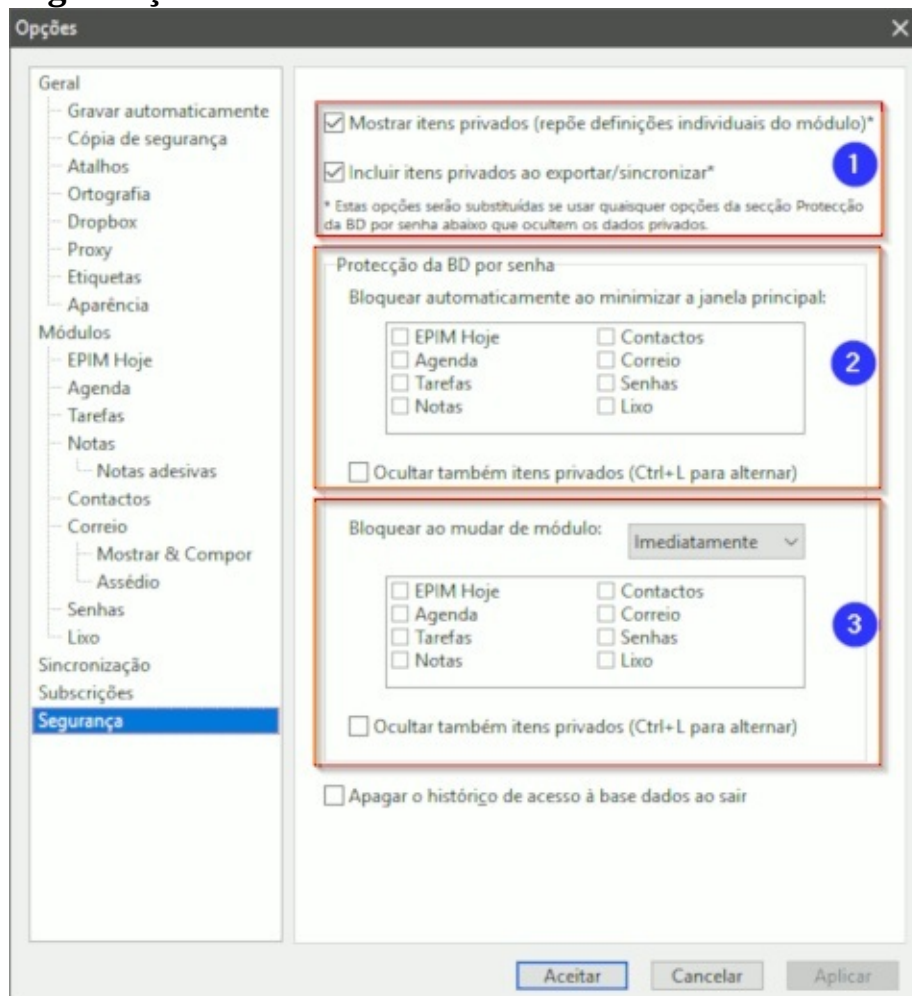 Opções
Geral
Gravar automaticamente
Cópia de segurança
Atalhos
Ortografia
Dropbox
Proxy
Etiquetas
Aparência
Módulos
EPIM Hoje
Agenda
Tarefas
Notas
Notas adesivas
Contactos
Correio
Mostrar & Compor
Assédio
Senhas
Lixo
Sincronização
Subscrições
Segurança
Mostrar itens privados (repõe definições individuais do módulo)*
1
Incluir itens privados ao exportar/sincronizar*
* Estas opções serão substituídas se usar quaisquer opções da secção Protecção
da BD por senha abaixo que ocultem os dados privados.
Protecção da BD por senha
Bloquear automaticamente ao minimizar a janela principal:
EPIM Hoje Contactos
Agenda Correio
2
Tarefas Senhas
Notas Lixo
Ocultar também itens privados (Ctrl+L para alternar)
Bloquear ao mudar de módulo: Imediatamente
EPIM Hoje Contactos
Agenda Correio
3
Tarefas Senhas
Notas Lixo
Ocultar também itens privados (Ctrl+L para alternar)
Apagar o histórico de acesso à base dados ao sair
Aceitar Cancelar Aplicar